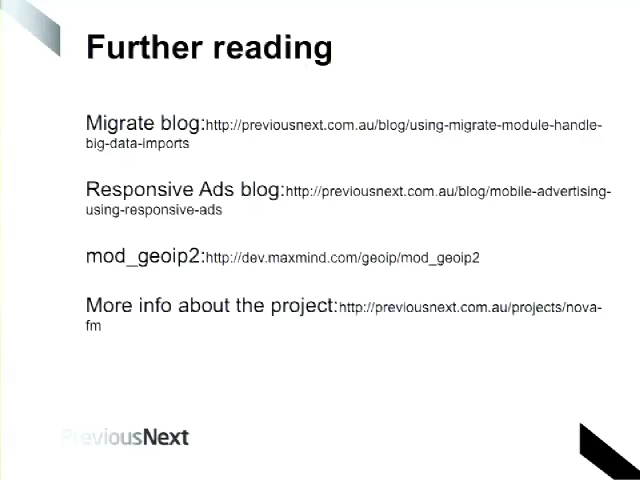 Further reading
Migrate blog:http://previousnext.com.au/blog/using-migrate-module-handle-
big-data-imports
Responsive Ads blog:http://previousnext.com.au/blog/mobile-advertising-
using-responsive-ads
mod_geoip2:http://dev.maxmind.com/geoip/mod_geoip2
More info about the project:http://previousnext.com.au/projects/nova-
fm
PreviousNext